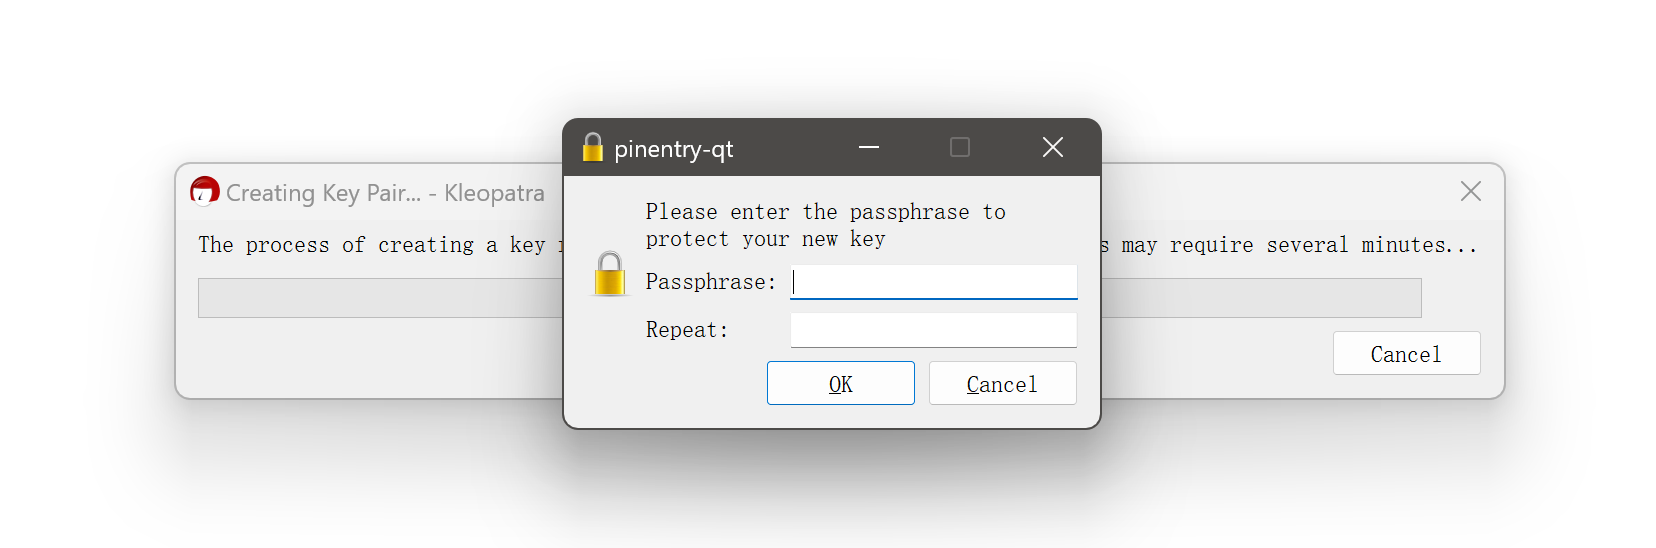 pinentry-qt
Creating Key Pair... - Kleopatra
Please enter the passphrase to
protect your new key
The process of creating a key
s may require several minutes...
Passphrase:
Repeat:
Cancel
OK
Cancel